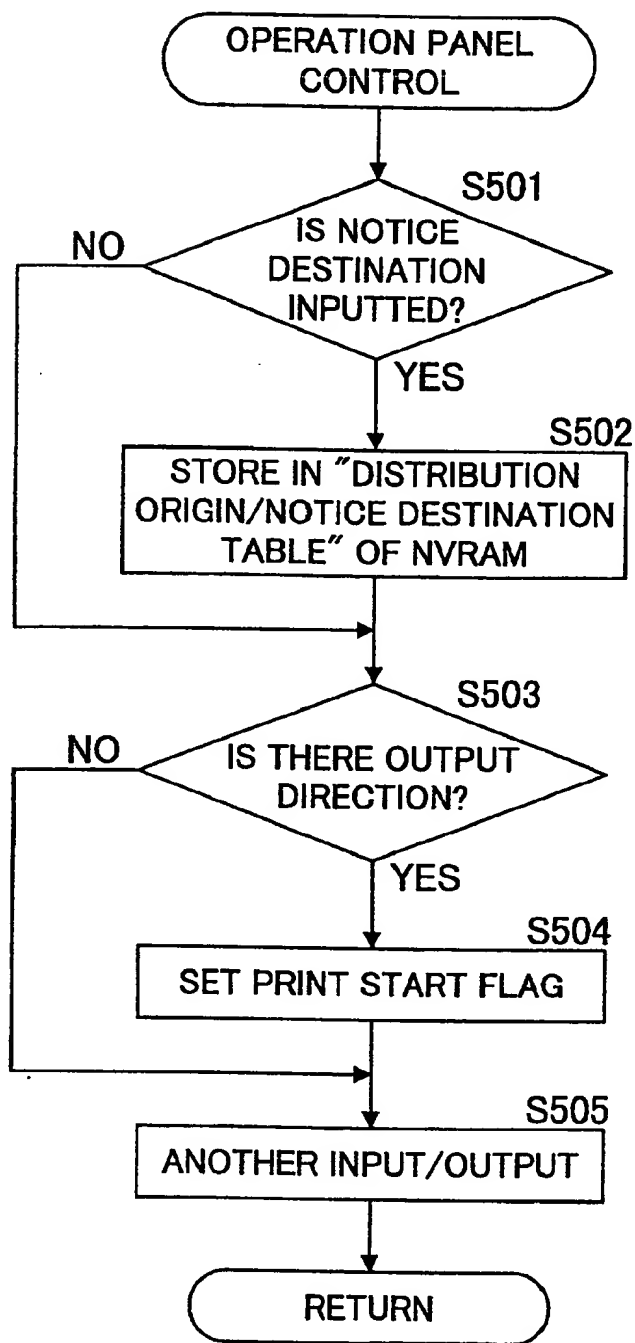 OPERATION PANEL
CONTROL
S501
IS NOTICE
DESTINATION
INPUTTED?
NO
YES
S502
STORE IN "DISTRIBUTION
ORIGIN/NOTICE DESTINATION
TABLE" OF NVRAM
S503
IS THERE OUTPUT
DIRECTION?
NO
YES
S504
SET PRINT START FLAG
S505
ANOTHER INPUT/OUTPUT
RETURN